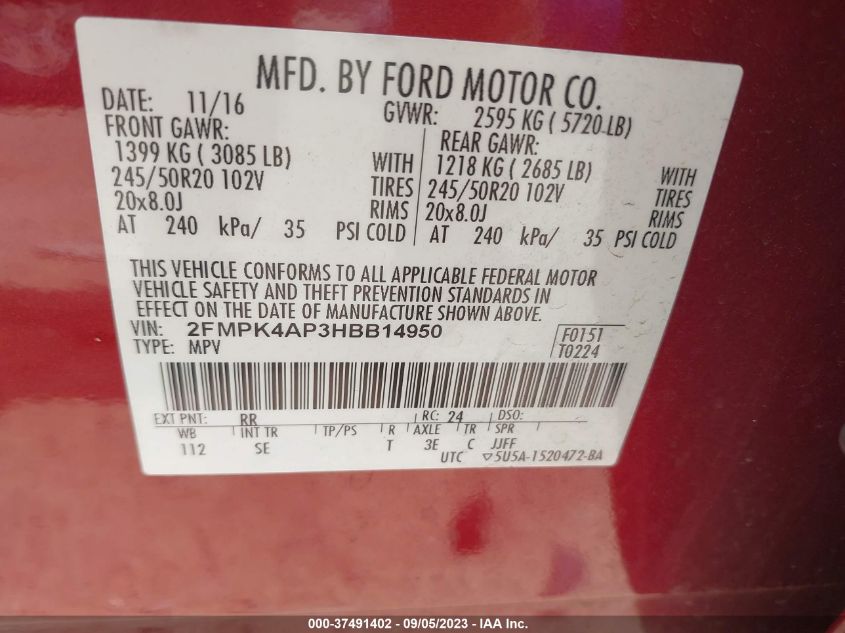 MFD. BY FORD MOTOR CO.
DATE: 11/16 GVWR: 2595 KG ( 5720 LB)
FRONT GAWR: REAR GAWR:
1399 KG ( 3085 LB) WITH 1218 KG ( 2685 LB) WITH
245/50R20 102V TIRES 245/50R20 102V TIRES
20x8.0J RIMS 20x8.0J RIMS
AT 240 kPa/ 35 PSI COLD AT 240 kPa/ 35 PSI COLD
THIS VEHICLE CONFORMS TO ALL APPLICABLE FEDERAL MOTOR
VEHICLE SAFETY AND THEFT PREVENTION STANDARDS IN
EFFECT ON THE DATE OF MANUFACTURE SHOWN ABOVE.
VIN: 2FMPK4AP3HBB14950 F0151
TYPE: MPV T0224
EXT PNT: RR RC: 24 DSO:
WB INT TR TP/PS R AXLE TR SPR
112 SE T 3E C JJFF
UTC ▽5U5A-1520472-BA
000-37491402 - 09/05/2023 - IAA Inc.